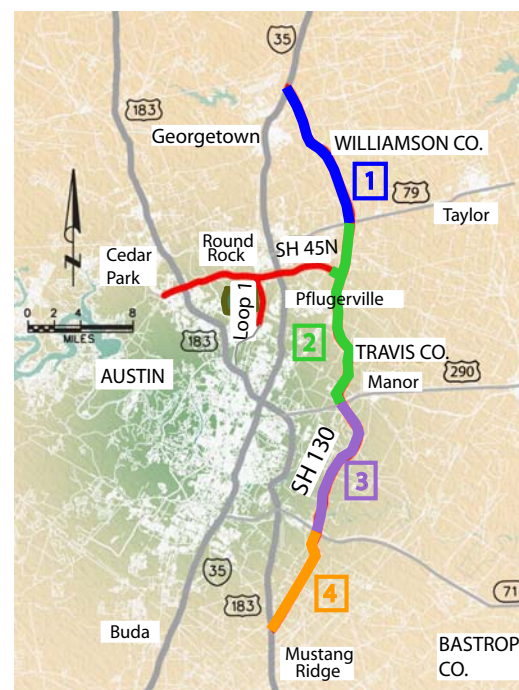 35
183
Georgetown
WILLIAMSON CO.
1
79
Taylor
N
Round
Rock
SH 45N
Cedar
Park
Loop 1
Pflugerville
0 2 4 8
MILES
183
2
TRAVIS CO.
290
AUSTIN
Manor
SH 130
3
35
183
4
71
Buda
Mustang
Ridge
BASTROP
CO.